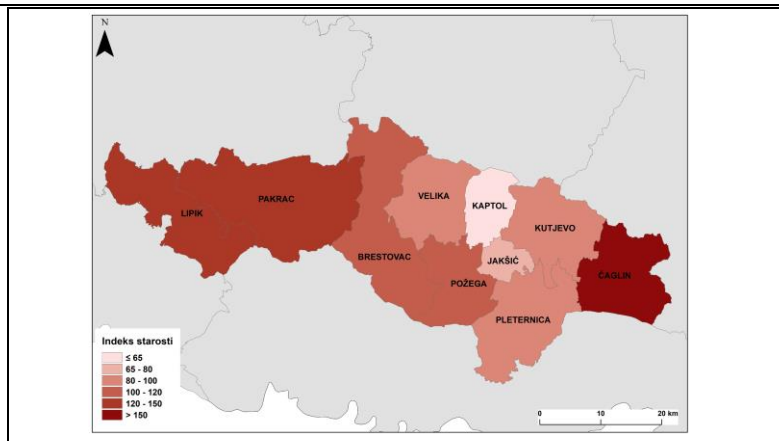 N
LIPIK
PAKRAC
VELIKA
KAPTOL
KUTJEVO
BRESTOVAC
JAKŠIĆ
POŽEGA
ČAGLIN
PLETERNICA
Indeks starosti
≤ 65
65 - 80
80 - 100
100 - 120
120 - 150
> 150
0 10 20 km